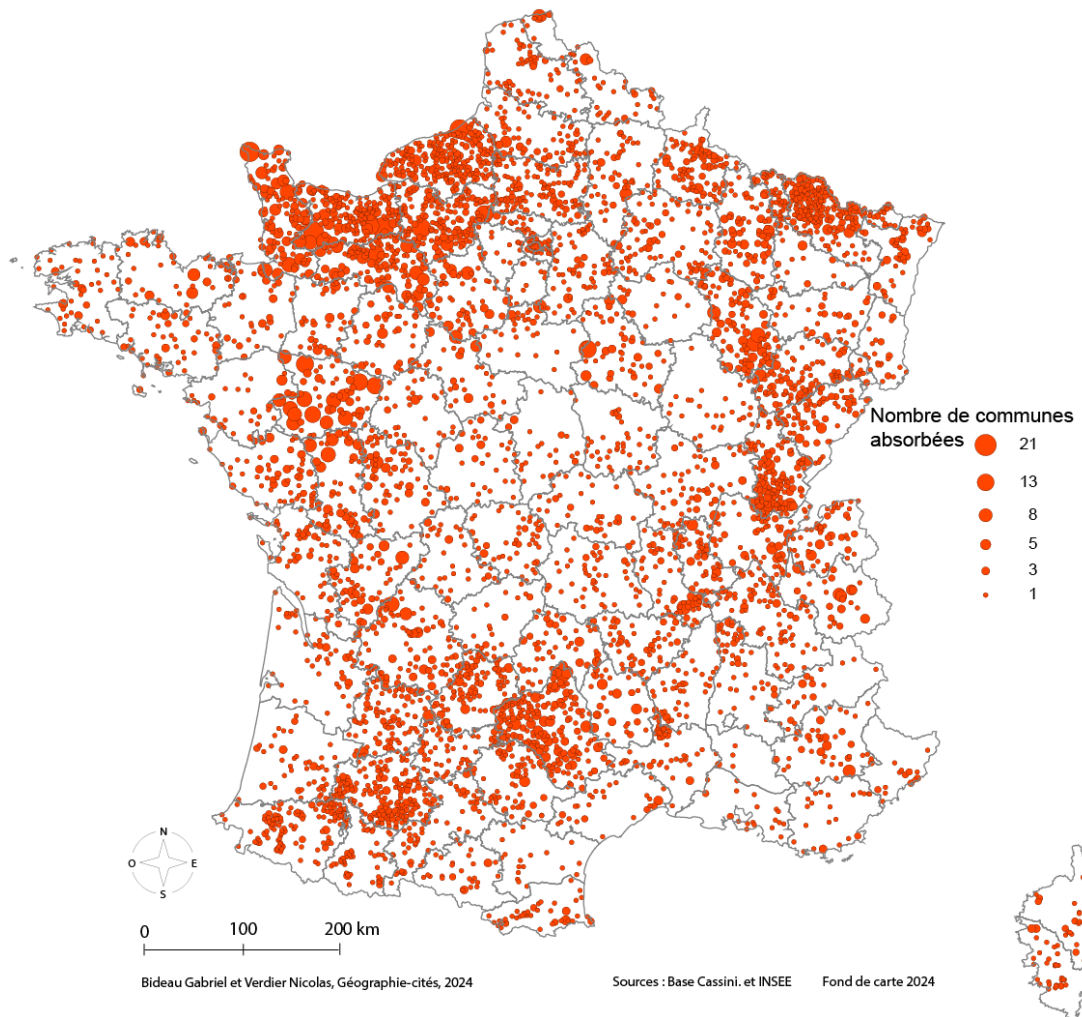 Nombre de communes
absorbées
21
13
8
5
3
1
N
O E
S
0 100 200 km
Bideau Gabriel et Verdier Nicolas, Géographie-cités, 2024
Sources : Base Cassini. et INSEE Fond de carte 2024